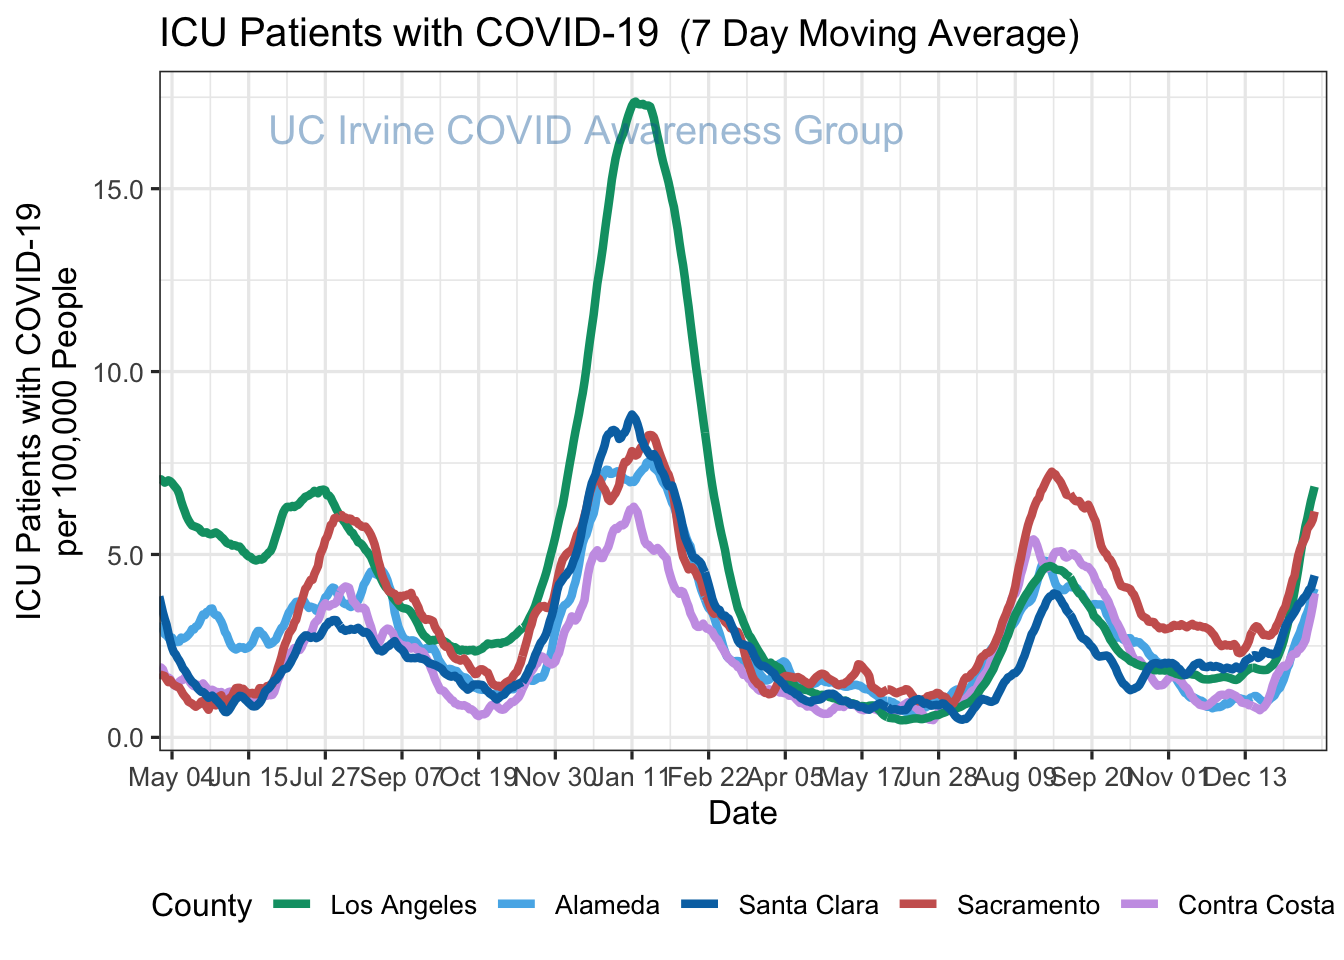 ICU Patients with COVID-19 (7 Day Moving Average)
UC Irvine COVID Awareness Group
ICU Patients with COVID-19
per 100,000 People
15.0
10.0
5.0
0.0
May 04 Jun 15 Jul 27 Sep 07 Oct 19 Nov 30 Jan 11 Feb 22 Apr 05 May 17 Jun 28 Aug 09 Sep 20 Nov 01 Dec 13
Date
County Los Angeles Alameda Santa Clara Sacramento Contra Costa